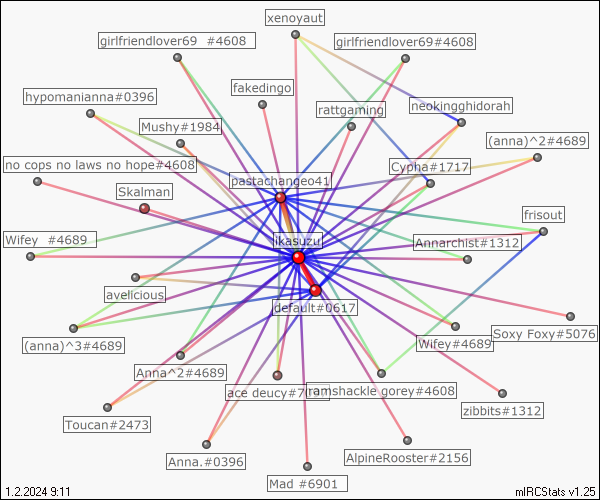 xenoyaut
girlfriendlover69 #4608
girlfriendlover69#4608
fakedingo
hypomanianna#0396
rattgaming
neokingghidorah
Mushy#1984
(anna)^2#4689
no cops no laws no hope#4608
Cypha#1717
pastachangeo41
Skalman
frisout
Wifey #4689
ikasuzu
Annarchist#1312
avelicious
default#0617
Soxy Foxy#5076
(anna)^3#4689
Wifey#4689
Anna^2#4689
ace deucy#7
ramshackle gorey#4608
zibbits#1312
Toucan#2473
Anna.#0396
AlpineRooster#2156
Mad #6901
1.2.2024 9:11
mIRCStats v1.25